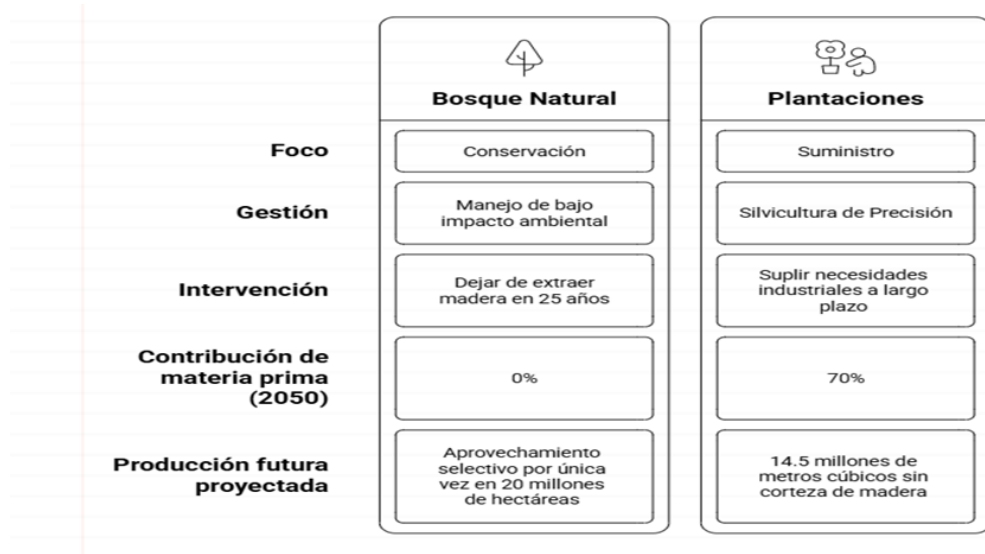 Bosque Natural
Plantaciones
Foco
Conservación
Suministro
Gestión
Manejo de bajo
impacto ambiental
Silvicultura de Precisión
Intervención
Dejar de extraer
madera en 25 años
Suplir necesidades
industriales a largo
plazo
Contribución de
materia prima
(2050)
0%
70%
Producción futura
proyectada
Aprovechamiento
selectivo por única
vez en 20 millones
de hectáreas
14.5 millones de
metros cúbicos sin
corteza de madera